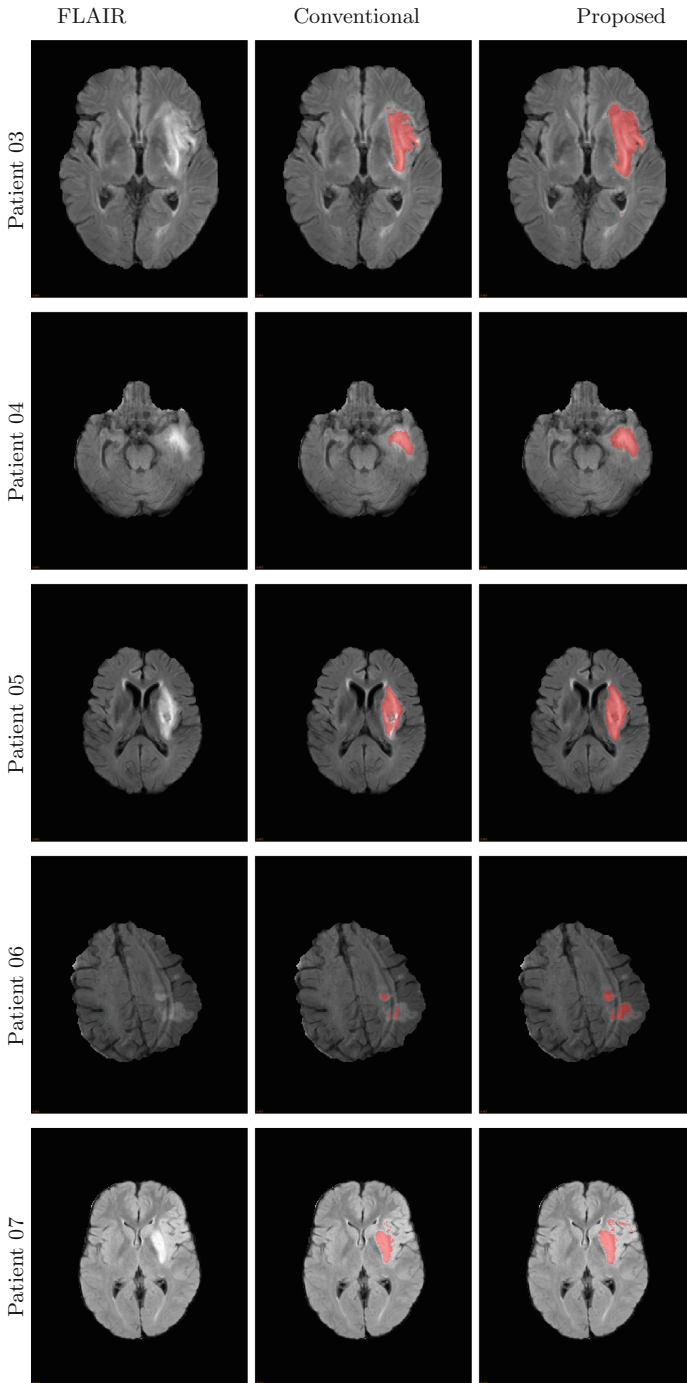 FLAIR Conventional Proposed
Patient 03
Patient 04
Patient 05
Patient 06
Patient 07